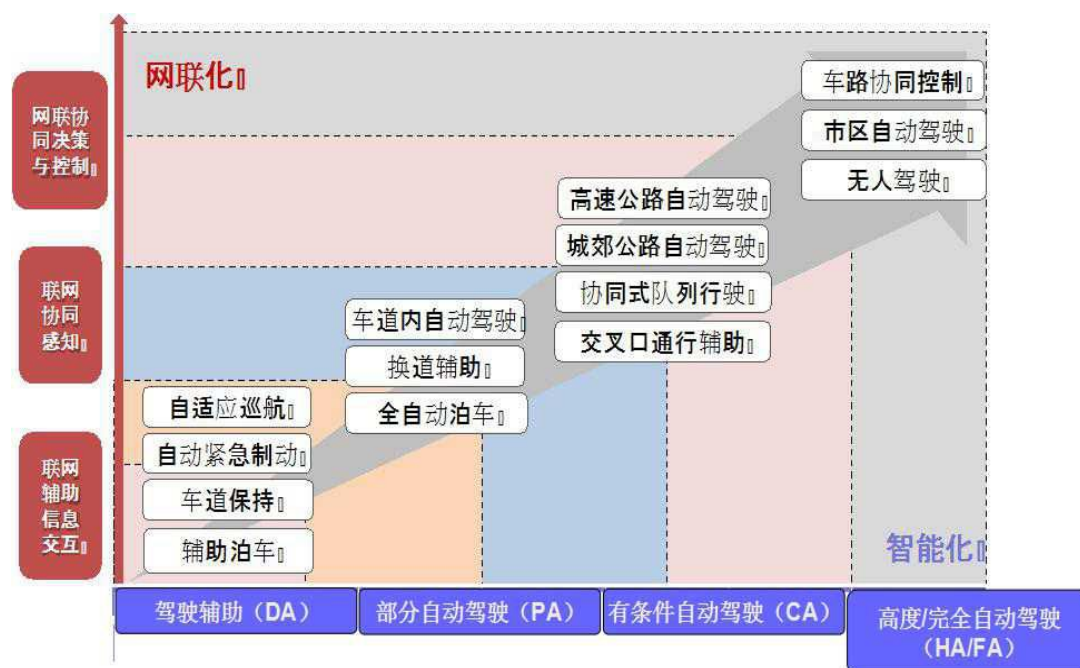 网联化
网联协
同决策
与控制
联网
协同
感知
联网
辅助
信息
交互
车路协同控制
市区自动驾驶
无人驾驶
高速公路自动驾驶
城郊公路自动驾驶
协同式队列行驶
交叉口通行辅助
车道内自动驾驶
换道辅助
全自动泊车
自适应巡航
自动紧急制动
车道保持
辅助泊车
智能化
驾驶辅助（DA）
部分自动驾驶（PA）
有条件自动驾驶（CA）
高度/完全自动驾驶
（HA/FA）